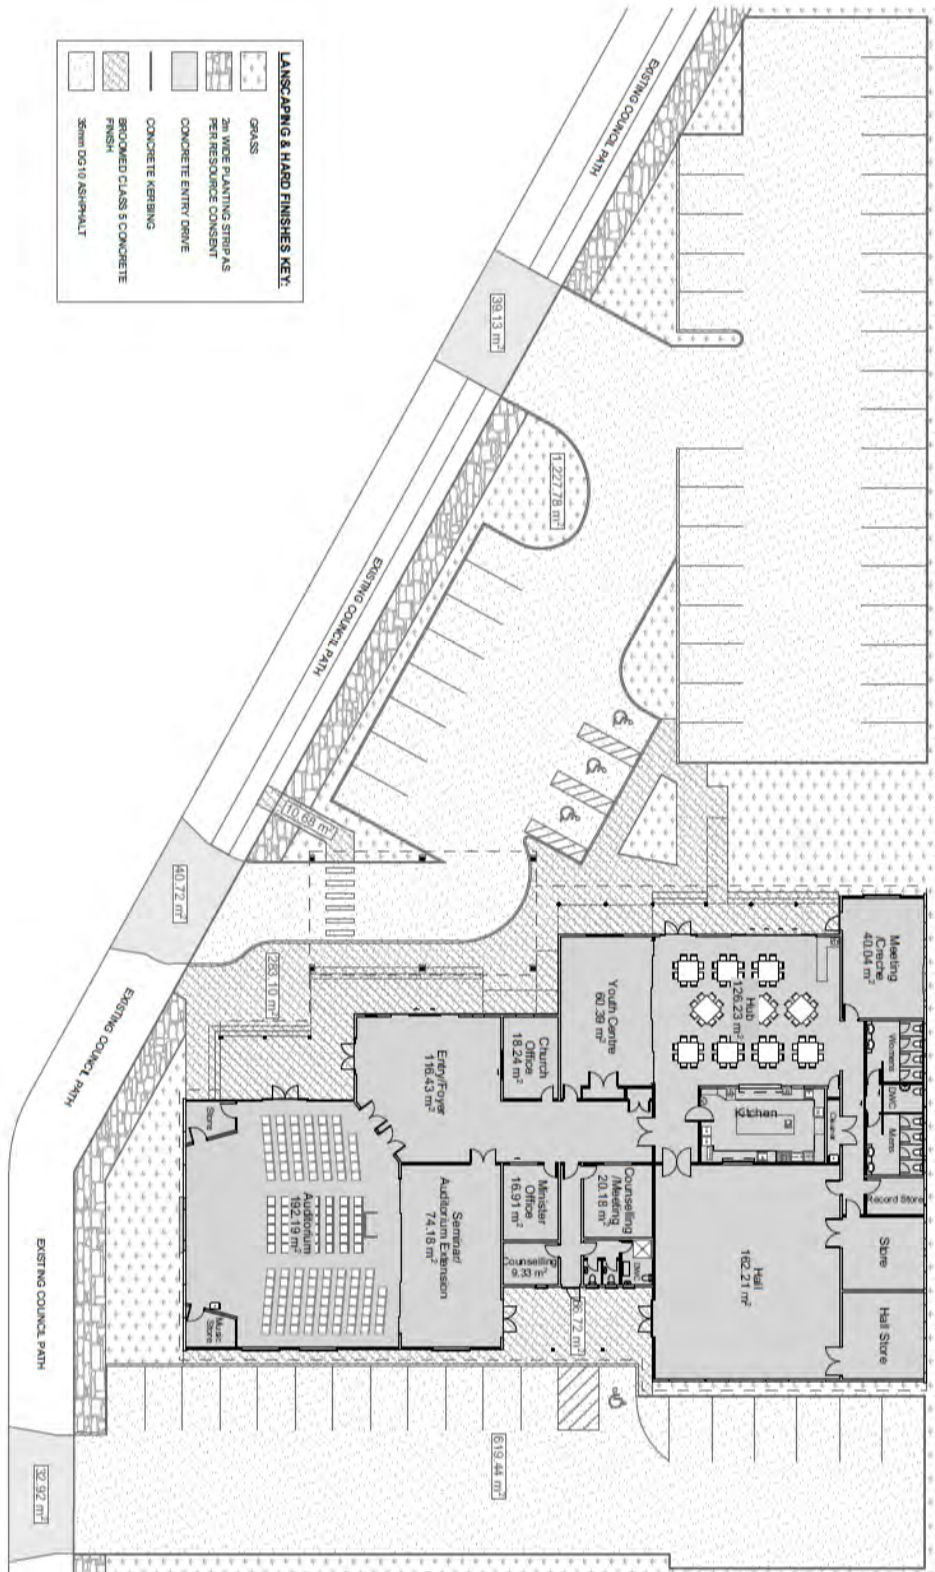 LANSCAPING & HARD FINISHES KEY:
GRASS
2m WIDE PLANTING STRIP AS
PER RESOURCE CONSENT
CONCRETE ENTRY DRIVE
CONCRETE KERBING
BROOMED CLASS 5 CONCRETE
FINISH
35mm DG10 ASHPHALT
EXISTING COUNCIL PATH
39.13 m²
1,227.78 m²
EXISTING COUNCIL PATH
10.68 m²
40.72 m²
283.10 m²
EXISTING COUNCIL PATH
EXISTING COUNCIL PATH
32.92 m²
619.44 m²
Meeting
/Creche
40.04 m²
Hub
126.23 m²
Youth Centre
60.39 m²
Church
Office
18.24 m²
Entry/Foyer
116.43 m²
Womens
DWC
Mens
Cleaner
Kitchen
Record Store
Store
Hall Store
Hall
162.21 m²
Counselling
/Meeting
20.18 m²
DWC
Minister
Office
16.91 m²
Counselling
9.33 m²
Seminar/
Auditorium Extension
74.18 m²
Store
Auditorium
192.19 m²
Music
Store